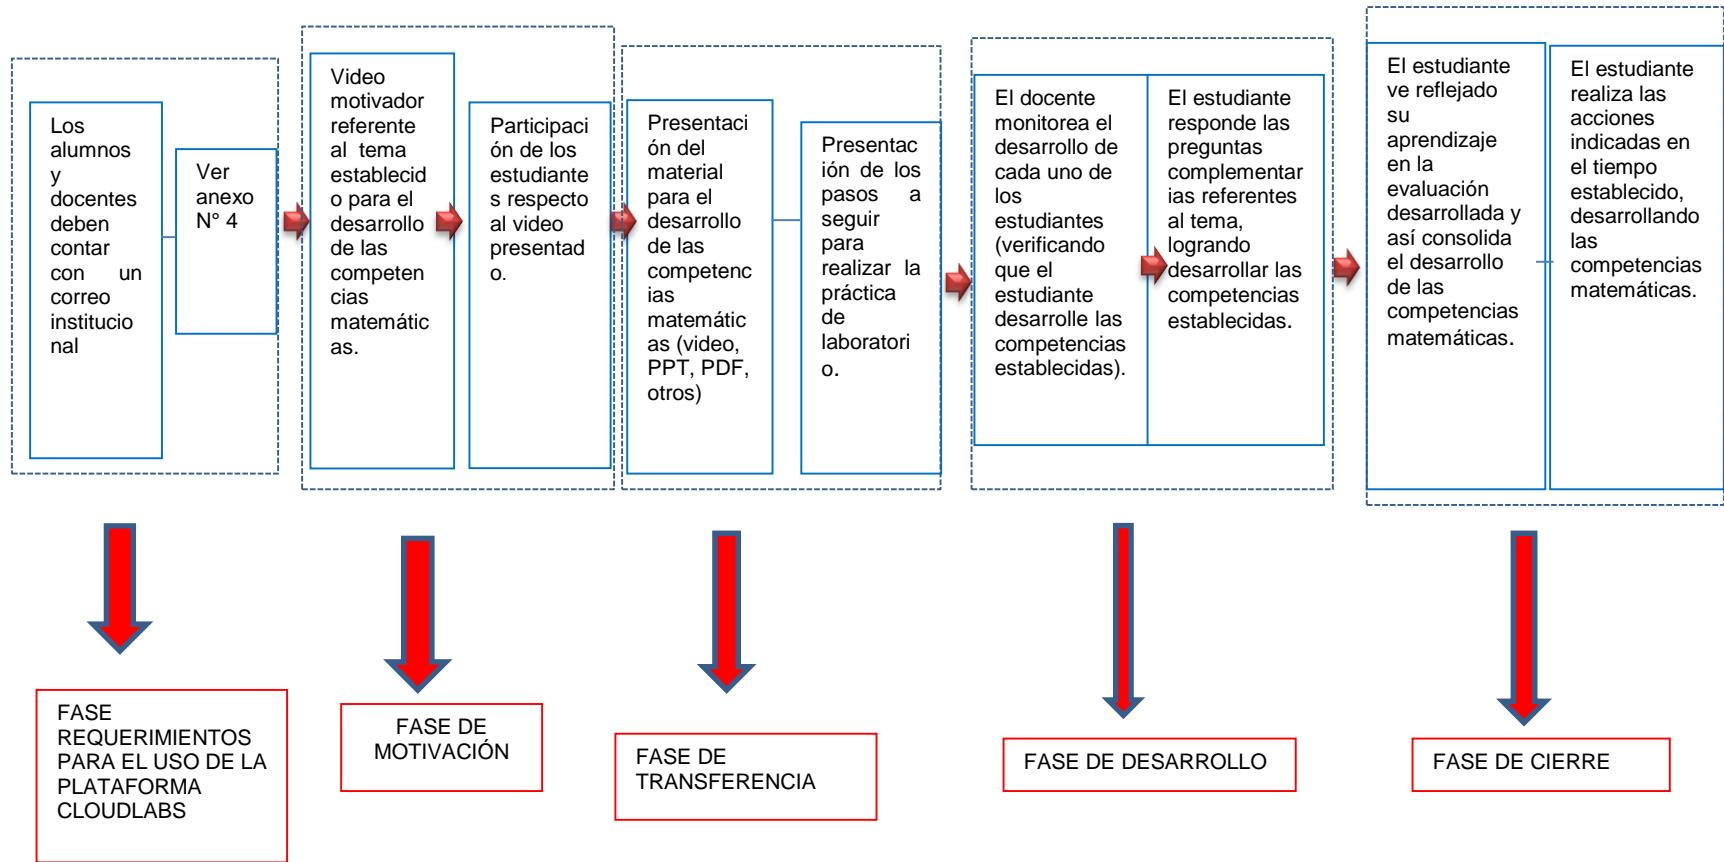 Los
alumnos
y
docentes
deben
contar
con un
correo
institucio
nal
Ver
anexo
N° 4
Video
motivador
referente
al tema
establecid
o para el
desarrollo
de las
competen
cias
matemátic
as.
Participaci
ón de los
estudiante
s respecto
al video
presentad
o.
Presentaci
ón del
material
para el
desarrollo
de las
competenc
ias
matemátic
as (video,
PPT, PDF,
otros)
Presentac
ión de los
pasos a
seguir
para
realizar la
práctica
de
laboratori
o.
El docente
monitorea el
desarrollo de
cada uno de
los
estudiantes
(verificando
que el
estudiante
desarrolle las
competencias
establecidas).
El estudiante
responde las
preguntas
complementar
ias referentes
al tema,
logrando
desarrollar las
competencias
establecidas.
El estudiante
ve reflejado
su
aprendizaje
en la
evaluación
desarrollada y
así consolida
el desarrollo
de las
competencias
matemáticas.
El estudiante
realiza las
acciones
indicadas en
el tiempo
establecido,
desarrollando
las
competencias
matemáticas.
FASE
REQUERIMIENTOS
PARA EL USO DE LA
PLATAFORMA
CLOUDLABS
FASE DE
MOTIVACIÓN
FASE DE
TRANSFERENCIA
FASE DE DESARROLLO
FASE DE CIERRE